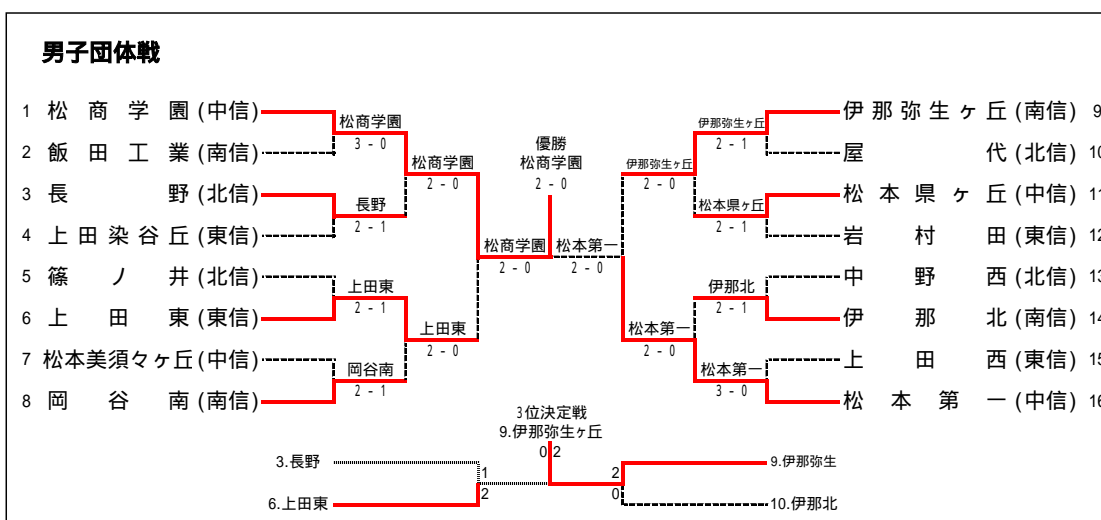 男子団体戦
1 松商学園(中信)
2 飯田工業(南信)
3 長野(北信)
4 上田染谷丘(東信)
5 篠ノ井(北信)
6 上田東(東信)
7 松本美須々ヶ丘(中信)
8 岡谷南(南信)
松商学園
3 - 0
長野
2 - 1
上田東
2 - 1
岡谷南
2 - 1
松商学園
2 - 0
上田東
2 - 0
松商学園
2 - 0
優勝
松商学園
2 - 0
松本第一
2 - 0
伊那弥生ヶ丘
2 - 0
松本第一
2 - 0
伊那弥生ヶ丘
2 - 1
松本県ヶ丘
2 - 1
伊那北
2 - 1
松本第一
3 - 0
伊那弥生ヶ丘(南信) 9
屋代(北信) 10
松本県ヶ丘(中信) 11
岩村田(東信) 12
中野西(北信) 13
伊那北(南信) 14
上田西(東信) 15
松本第一(中信) 16
3位決定戦
9.伊那弥生ヶ丘
0 2
3.長野
1
2
6.上田東
9.伊那弥生
2
0
10.伊那北